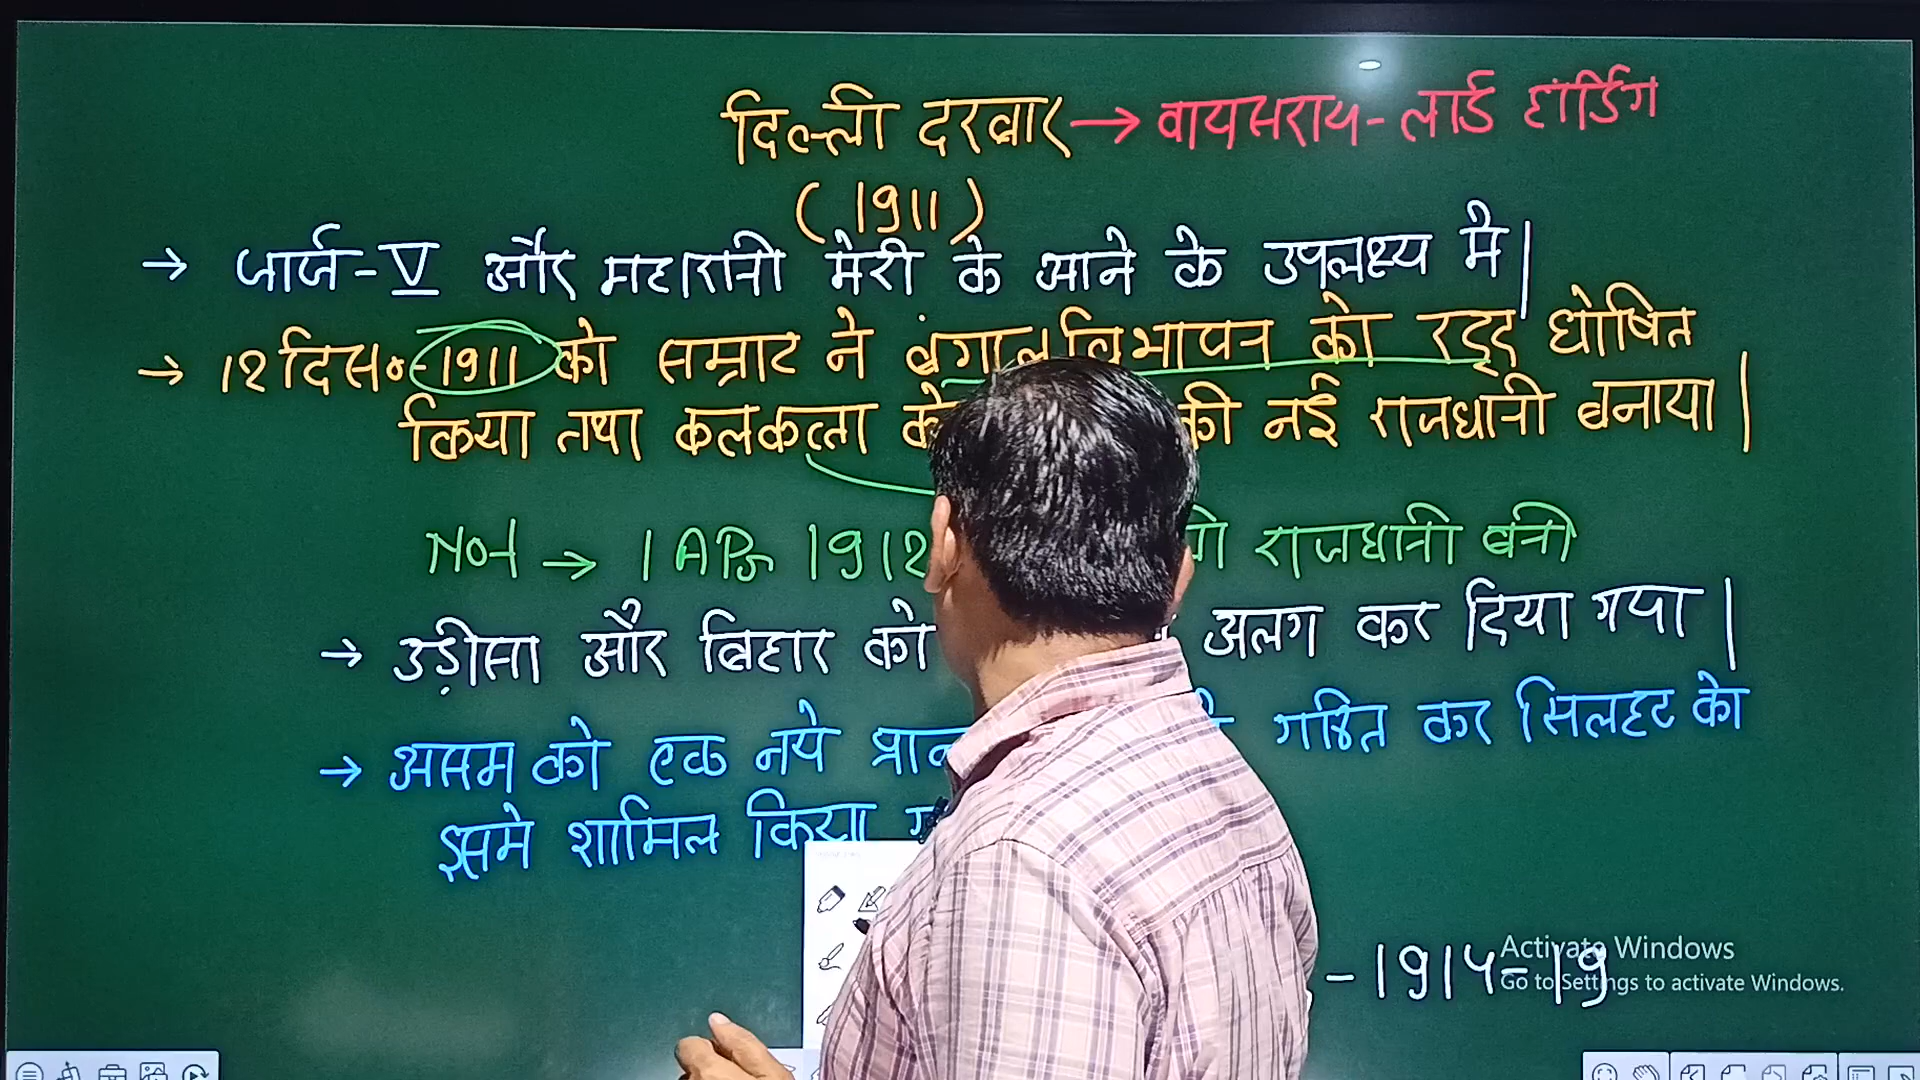 दिल्ली दरबार → वायसराय - लार्ड हार्डिंग
(1911)
→ जार्ज - V और महारानी मेरी के आने के उपलक्ष्य में |
→ 12 दिस० - 1911 को सम्राट ने बंगाल विभाजन को रद्द घोषित
किया तथा कलकत्ता की नई राजधानी बनाया |
Not → 1 APr 1912 राजधानी बनी
→ उड़ीसा और बिहार को अलग कर दिया गया |
→ असम को एक नये गठित कर सिलहट को
इसमे शामिल किया
- 1914 = 19
Activate Windows
Go to Settings to activate Windows.